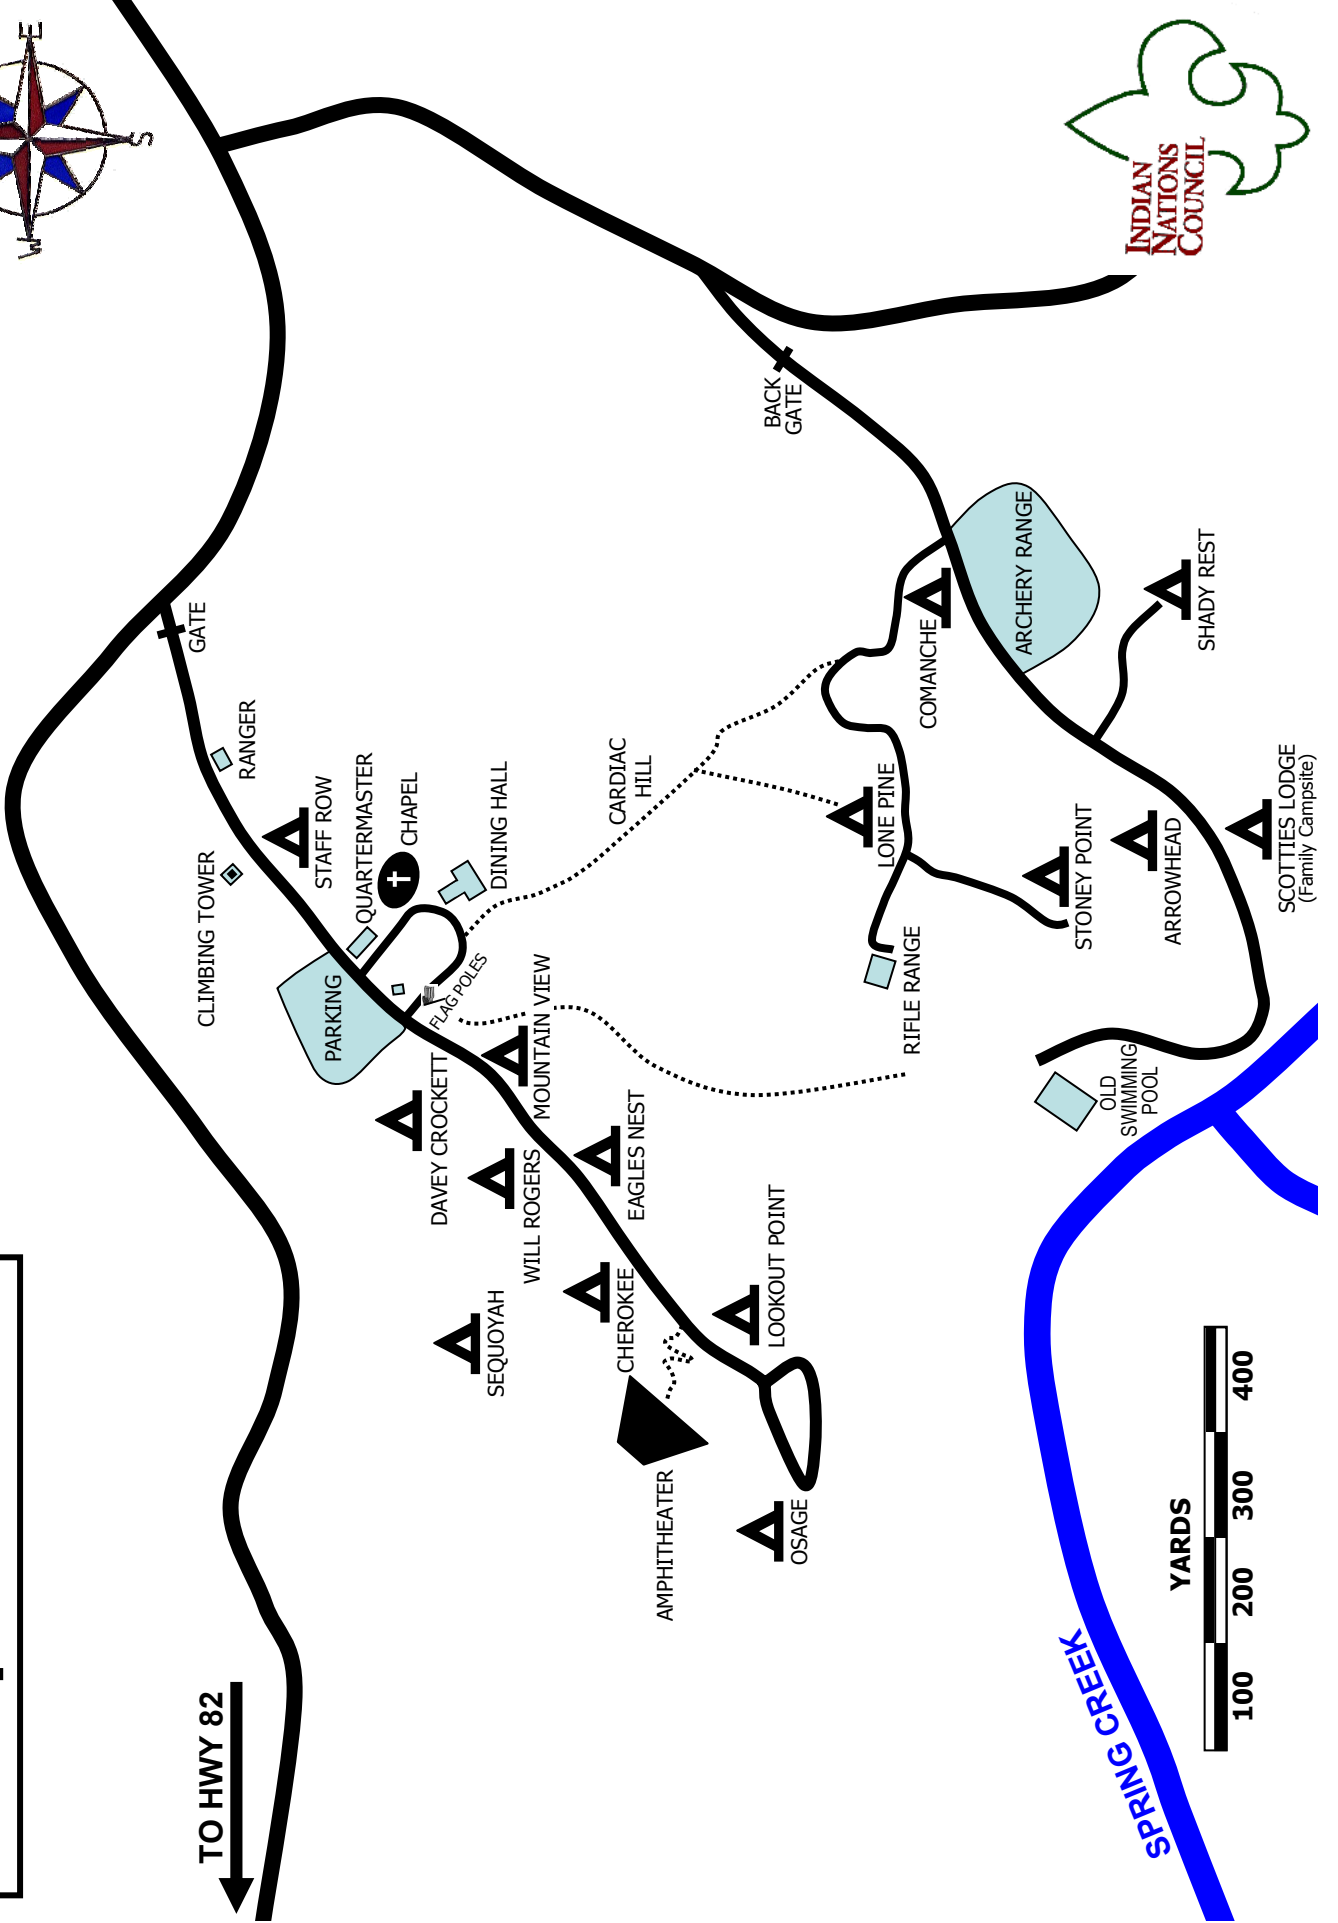 E
S
W
INDIAN
NATIONS
COUNCIL
TO HWY 82
GATE
RANGER
CLIMBING TOWER
STAFF ROW
QUARTERMASTER
CHAPEL
DINING HALL
PARKING
FLAG POLES
DAVEY CROCKETT
MOUNTAIN VIEW
WILL ROGERS
EAGLES NEST
SEQUOYAH
CHEROKEE
LOOKOUT POINT
AMPHITHEATER
OSAGE
CARDIAC
HILL
BACK
GATE
COMANCHE
ARCHERY RANGE
SHADY REST
LONE PINE
RIFLE RANGE
STONEY POINT
ARROWHEAD
SCOTTIES LODGE
(Family Campsite)
OLD
SWIMMING
POOL
SPRING CREEK
YARDS
100 200 300 400